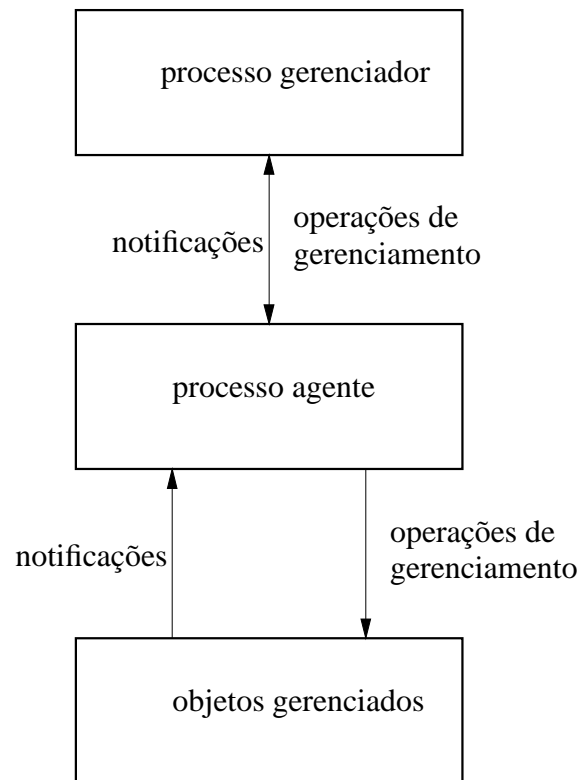 processo gerenciador
notificações
operações de
gerenciamento
processo agente
notificações
operações de
gerenciamento
objetos gerenciados